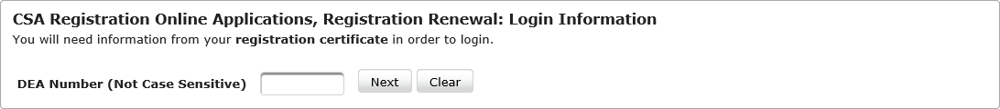 CSA Registration Online Applications, Registration Renewal: Login Information
You will need information from your registration certificate in order to login.
DEA Number (Not Case Sensitive) Next Clear